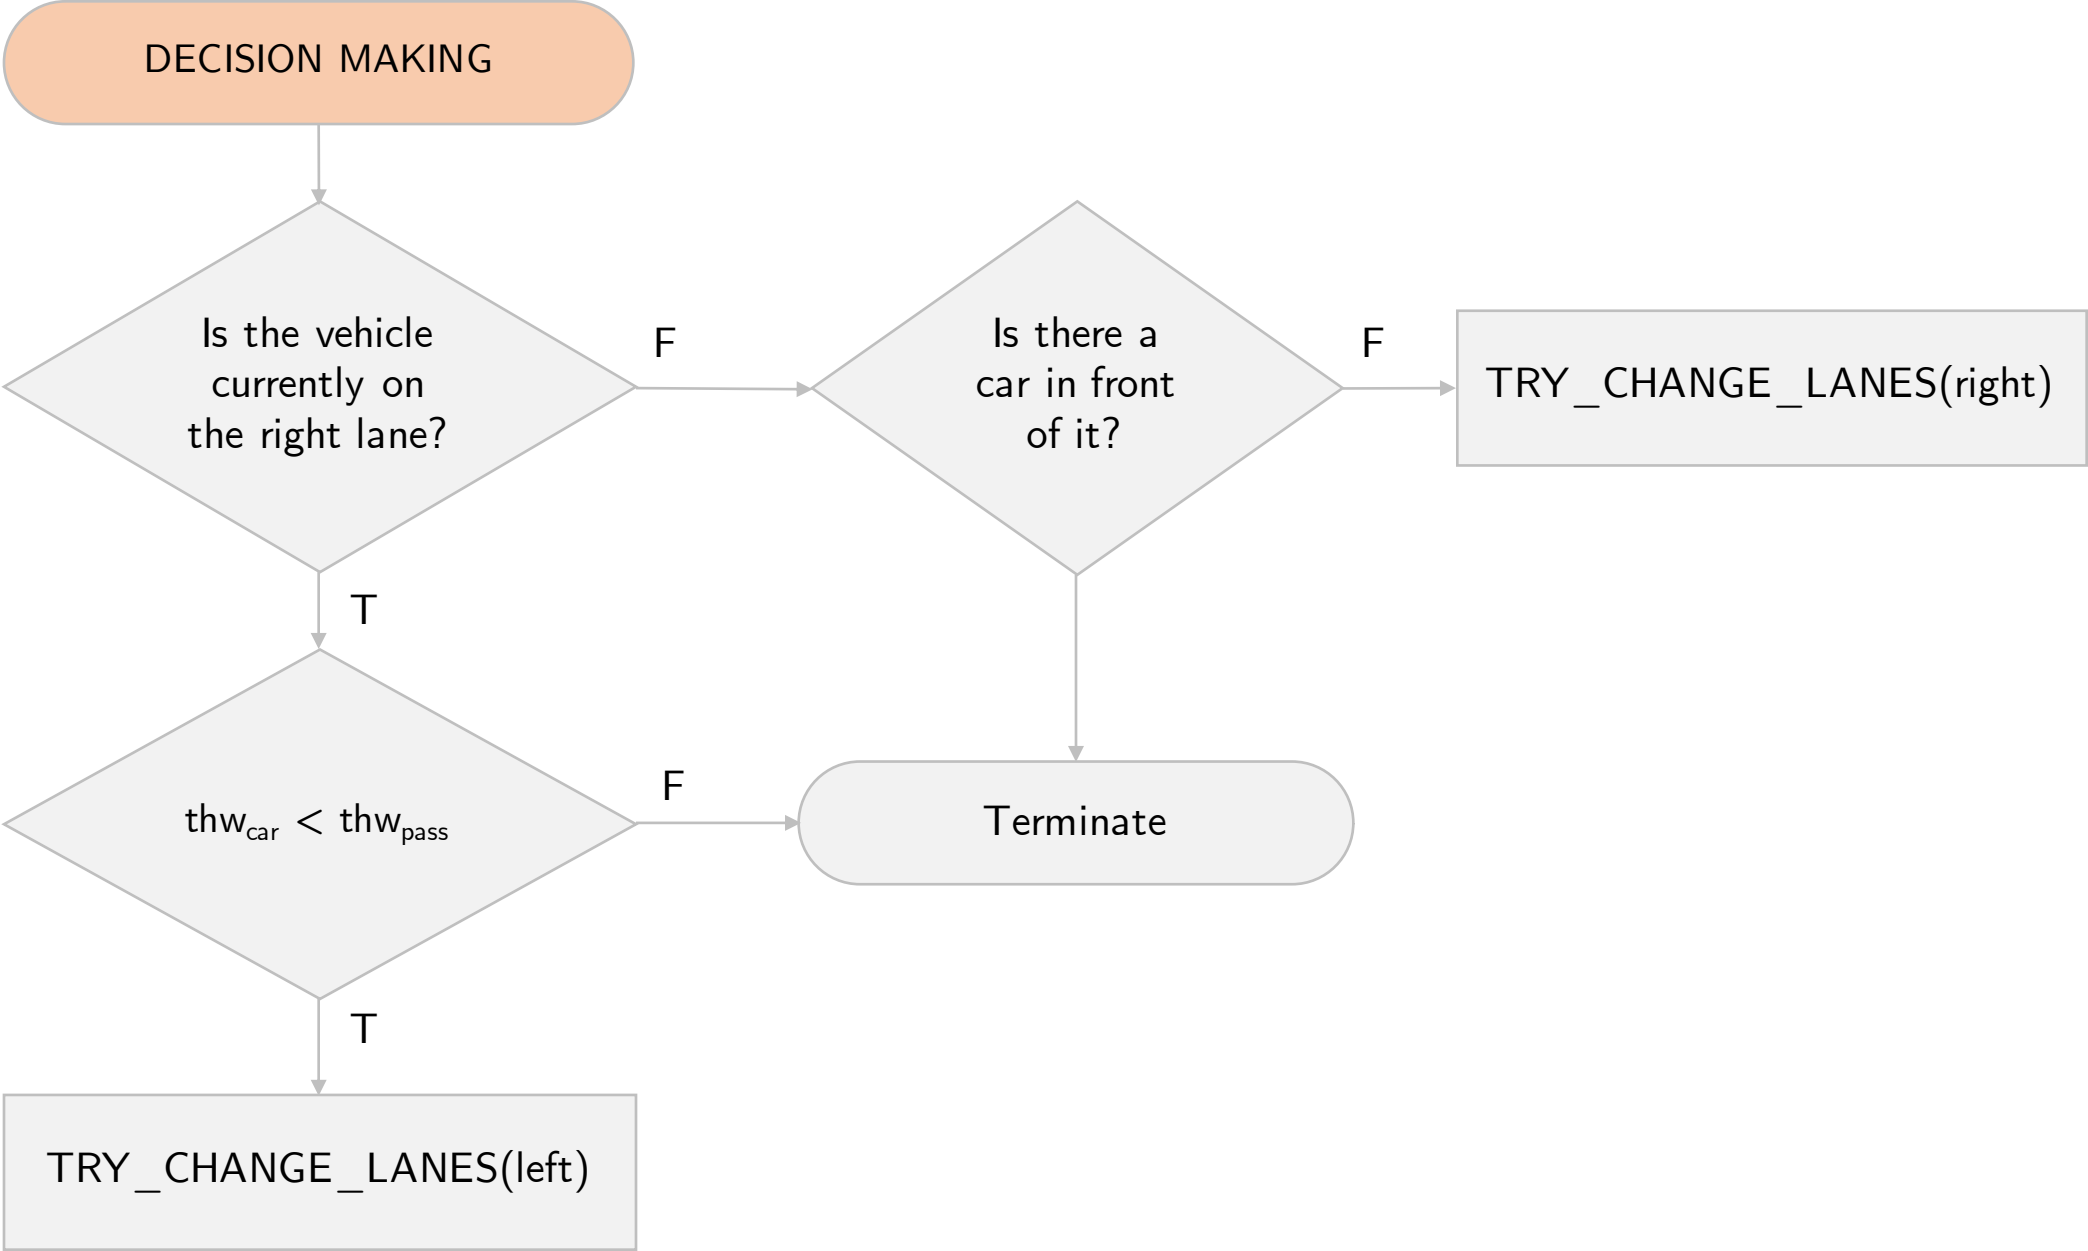 DECISION MAKING
Is the vehicle
currently on
the right lane?
F
Is there a
car in front
of it?
F
TRY_CHANGE_LANES(right)
T
thwcar < thwpass
F
Terminate
T
TRY_CHANGE_LANES(left)